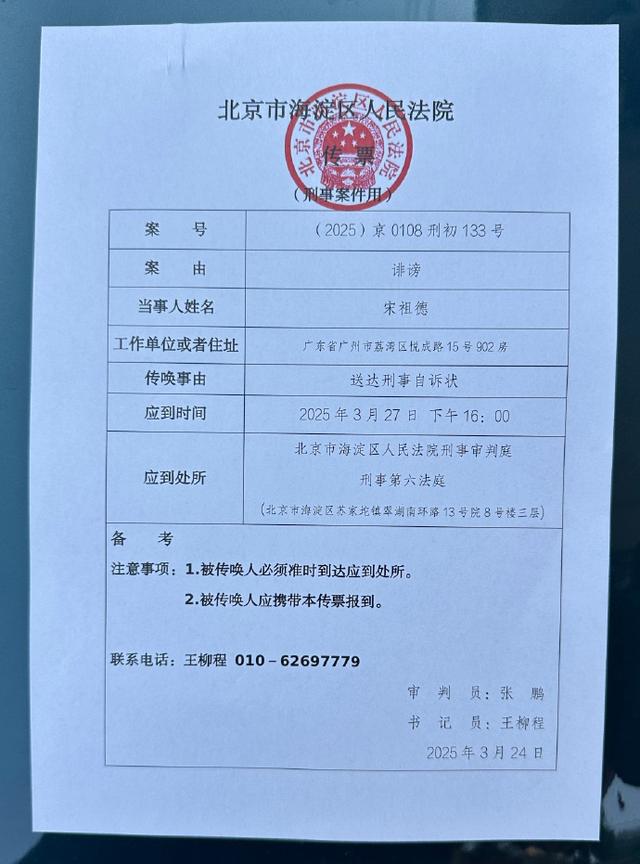 北京市海淀区人民法院
北京市海淀区人民法院
传 票
（刑事案件用）
案 号 （2025）京 0108 刑初 133 号
案 由 诽谤
当事人姓名 宋祖德
工作单位或者住址 广东省广州市荔湾区悦成路 15 号 902 房
传唤事由 送达刑事自诉状
应到时间 2025 年 3 月 27 日 下午 16：00
应到处所 北京市海淀区人民法院刑事审判庭
刑事第六法庭
(北京市海淀区苏家坨镇翠湖南环路 13 号院 8 号楼三层)
备 考
注意事项：1.被传唤人必须准时到达应到处所。
2.被传唤人应携带本传票报到。
联系电话：王柳程 010－62697779
审 判 员：张 鹏
书 记 员：王柳程
2025 年 3 月 24 日